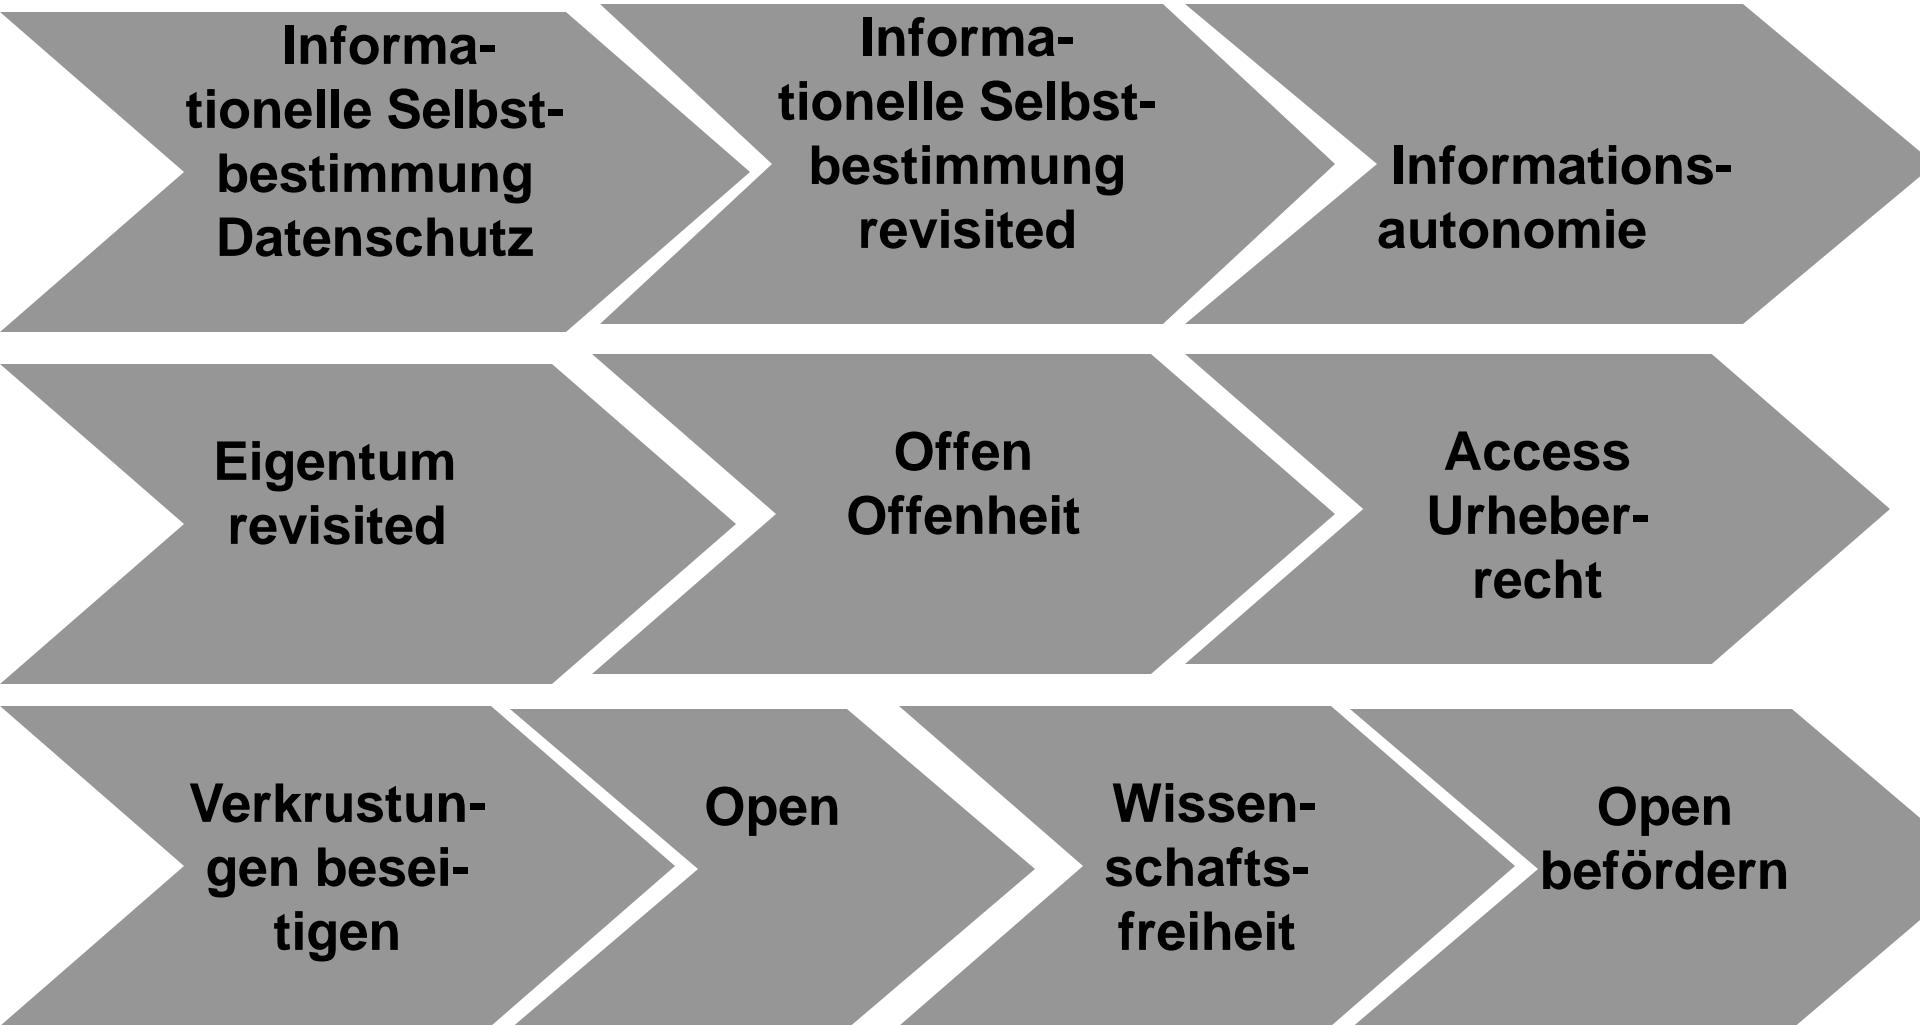 Informa-
tionelle Selbst-
bestimmung
Datenschutz
Informa-
tionelle Selbst-
bestimmung
revisited
Informations-
autonomie
Eigentum
revisited
Offen
Offenheit
Access
Urheber-
recht
Verkrustun-
gen besei-
tigen
Open
Wissen-
schafts-
freiheit
Open
befördern